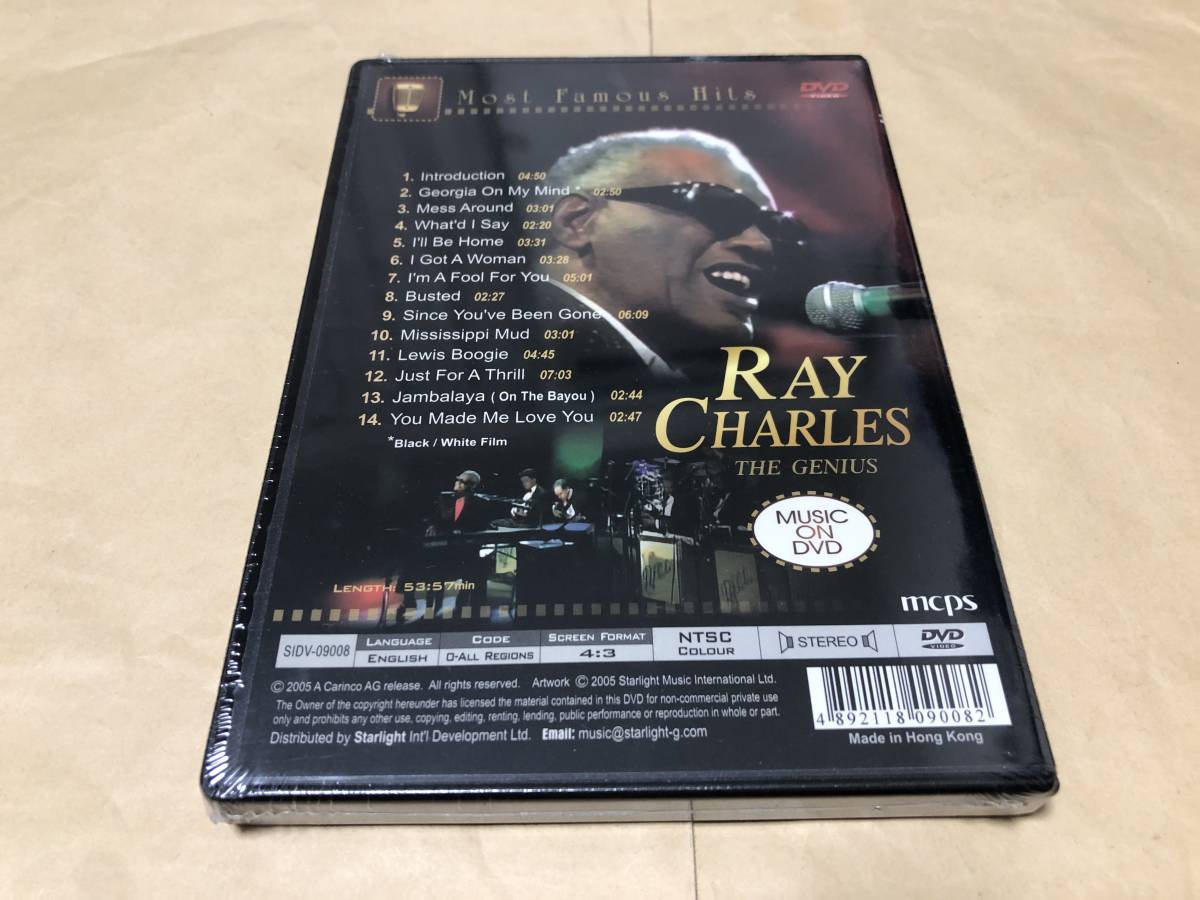 Most Famous Hits
DVD
VIDEO
1. Introduction 04:50
2. Georgia On My Mind * 02:50
3. Mess Around 03:01
4. What'd I Say 02:20
5. I'll Be Home 03:31
6. I Got A Woman 03:28
7. I'm A Fool For You 05:01
8. Busted 02:27
9. Since You've Been Gone 06:09
10. Mississippi Mud 03:01
11. Lewis Boogie 04:45
12. Just For A Thrill 07:03
13. Jambalaya ( On The Bayou ) 02:44
14. You Made Me Love You 02:47
*Black / White Film
RAY
CHARLES
THE GENIUS
MUSIC
ON
DVD
LENGTH: 53:57min
mcps
SIDV-09008
LANGUAGE
ENGLISH
CODE
0-ALL REGIONS
SCREEN FORMAT
4:3
NTSC
COLOUR
STEREO
DVD
VIDEO
© 2005 A Carinco AG release. All rights reserved. Artwork © 2005 Starlight Music International Ltd.
The Owner of the copyright hereunder has licensed the material contained in this DVD for non-commercial private use
only and prohibits any other use, copying, editing, renting, lending, public performance or reproduction in whole or part.
Distributed by Starlight Int'l Development Ltd. Email: music@starlight-g.com
4 892118 090082
Made in Hong Kong